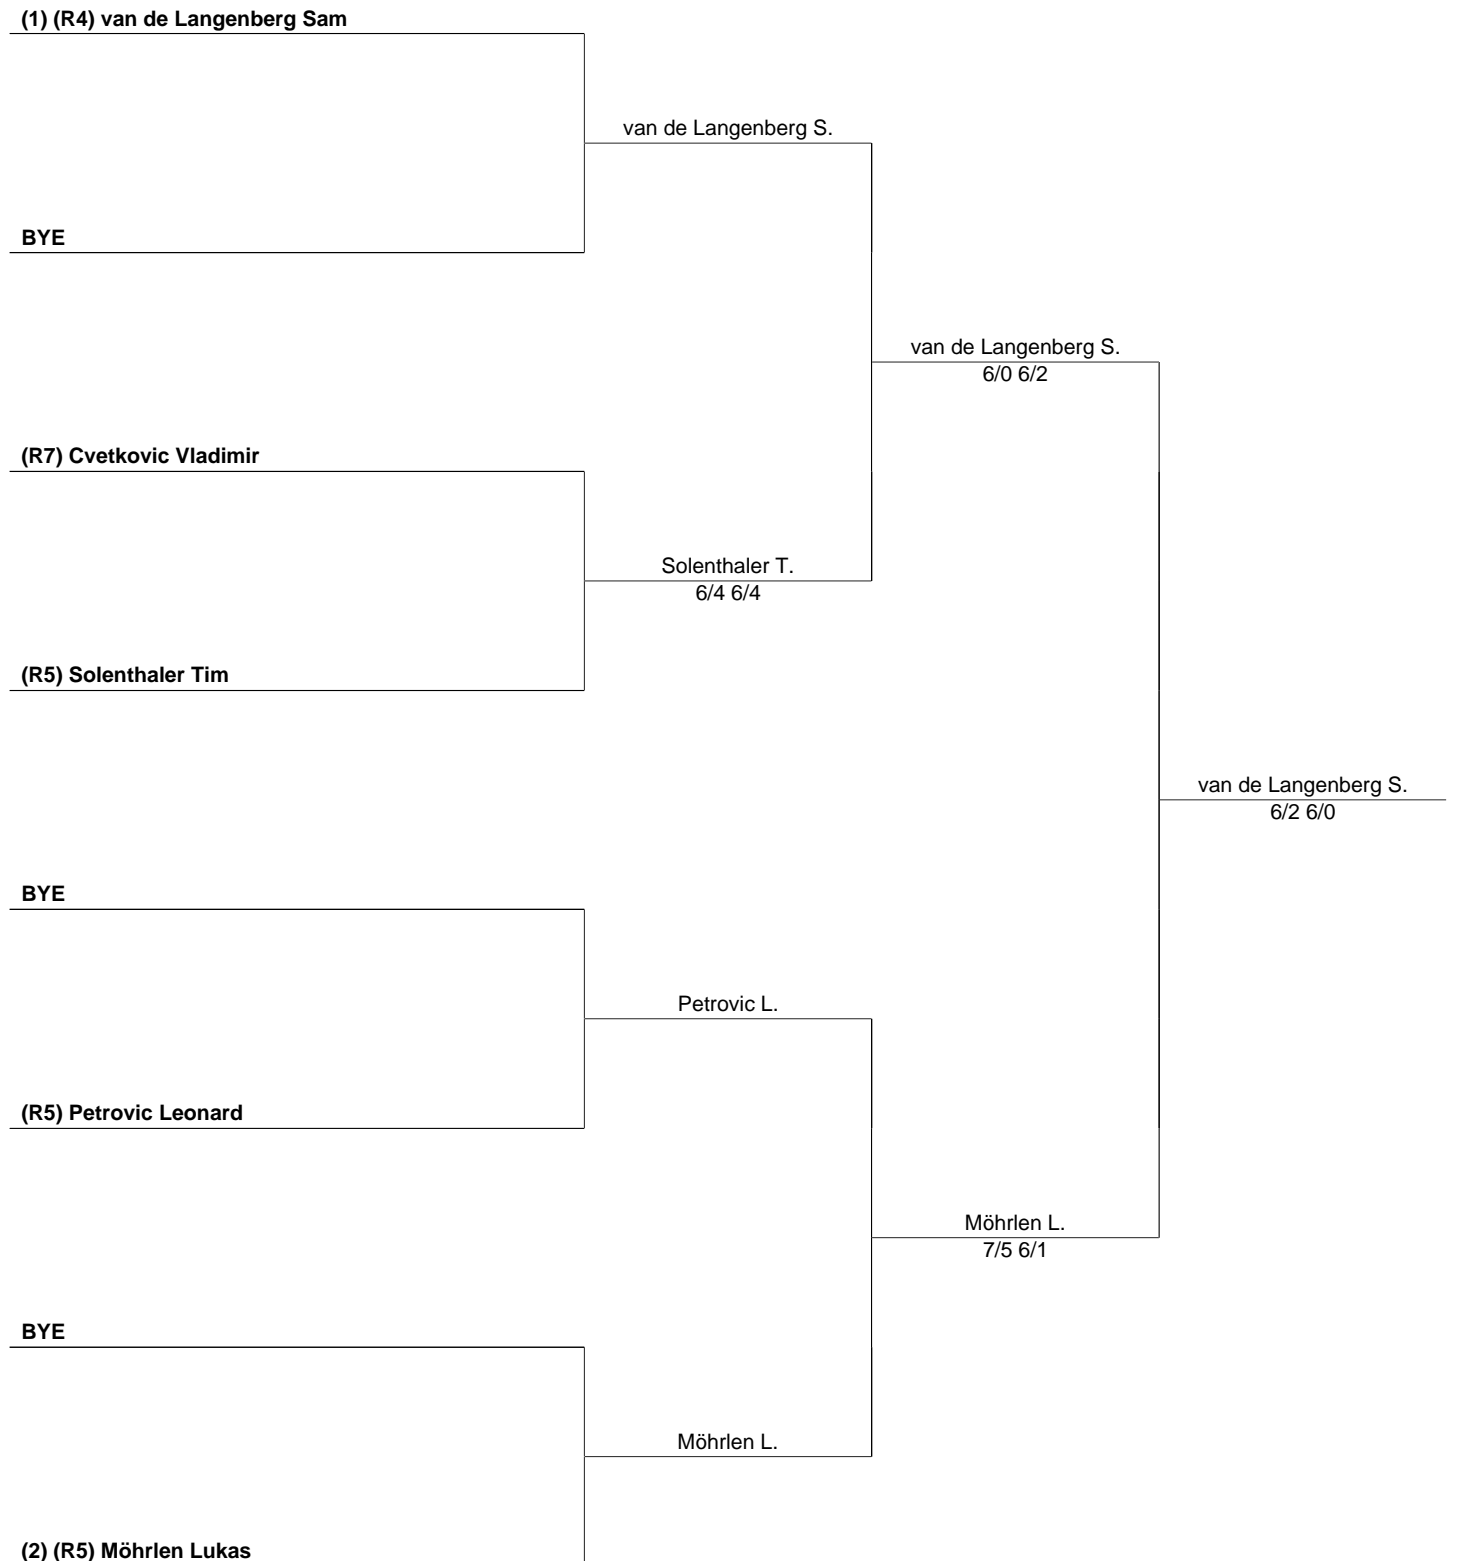 (1) (R4) van de Langenberg Sam
van de Langenberg S.
BYE
van de Langenberg S.
6/0 6/2
(R7) Cvetkovic Vladimir
Solenthaler T.
6/4 6/4
(R5) Solenthaler Tim
van de Langenberg S.
6/2 6/0
BYE
Petrovic L.
(R5) Petrovic Leonard
Möhrlen L.
7/5 6/1
BYE
Möhrlen L.
(2) (R5) Möhrlen Lukas